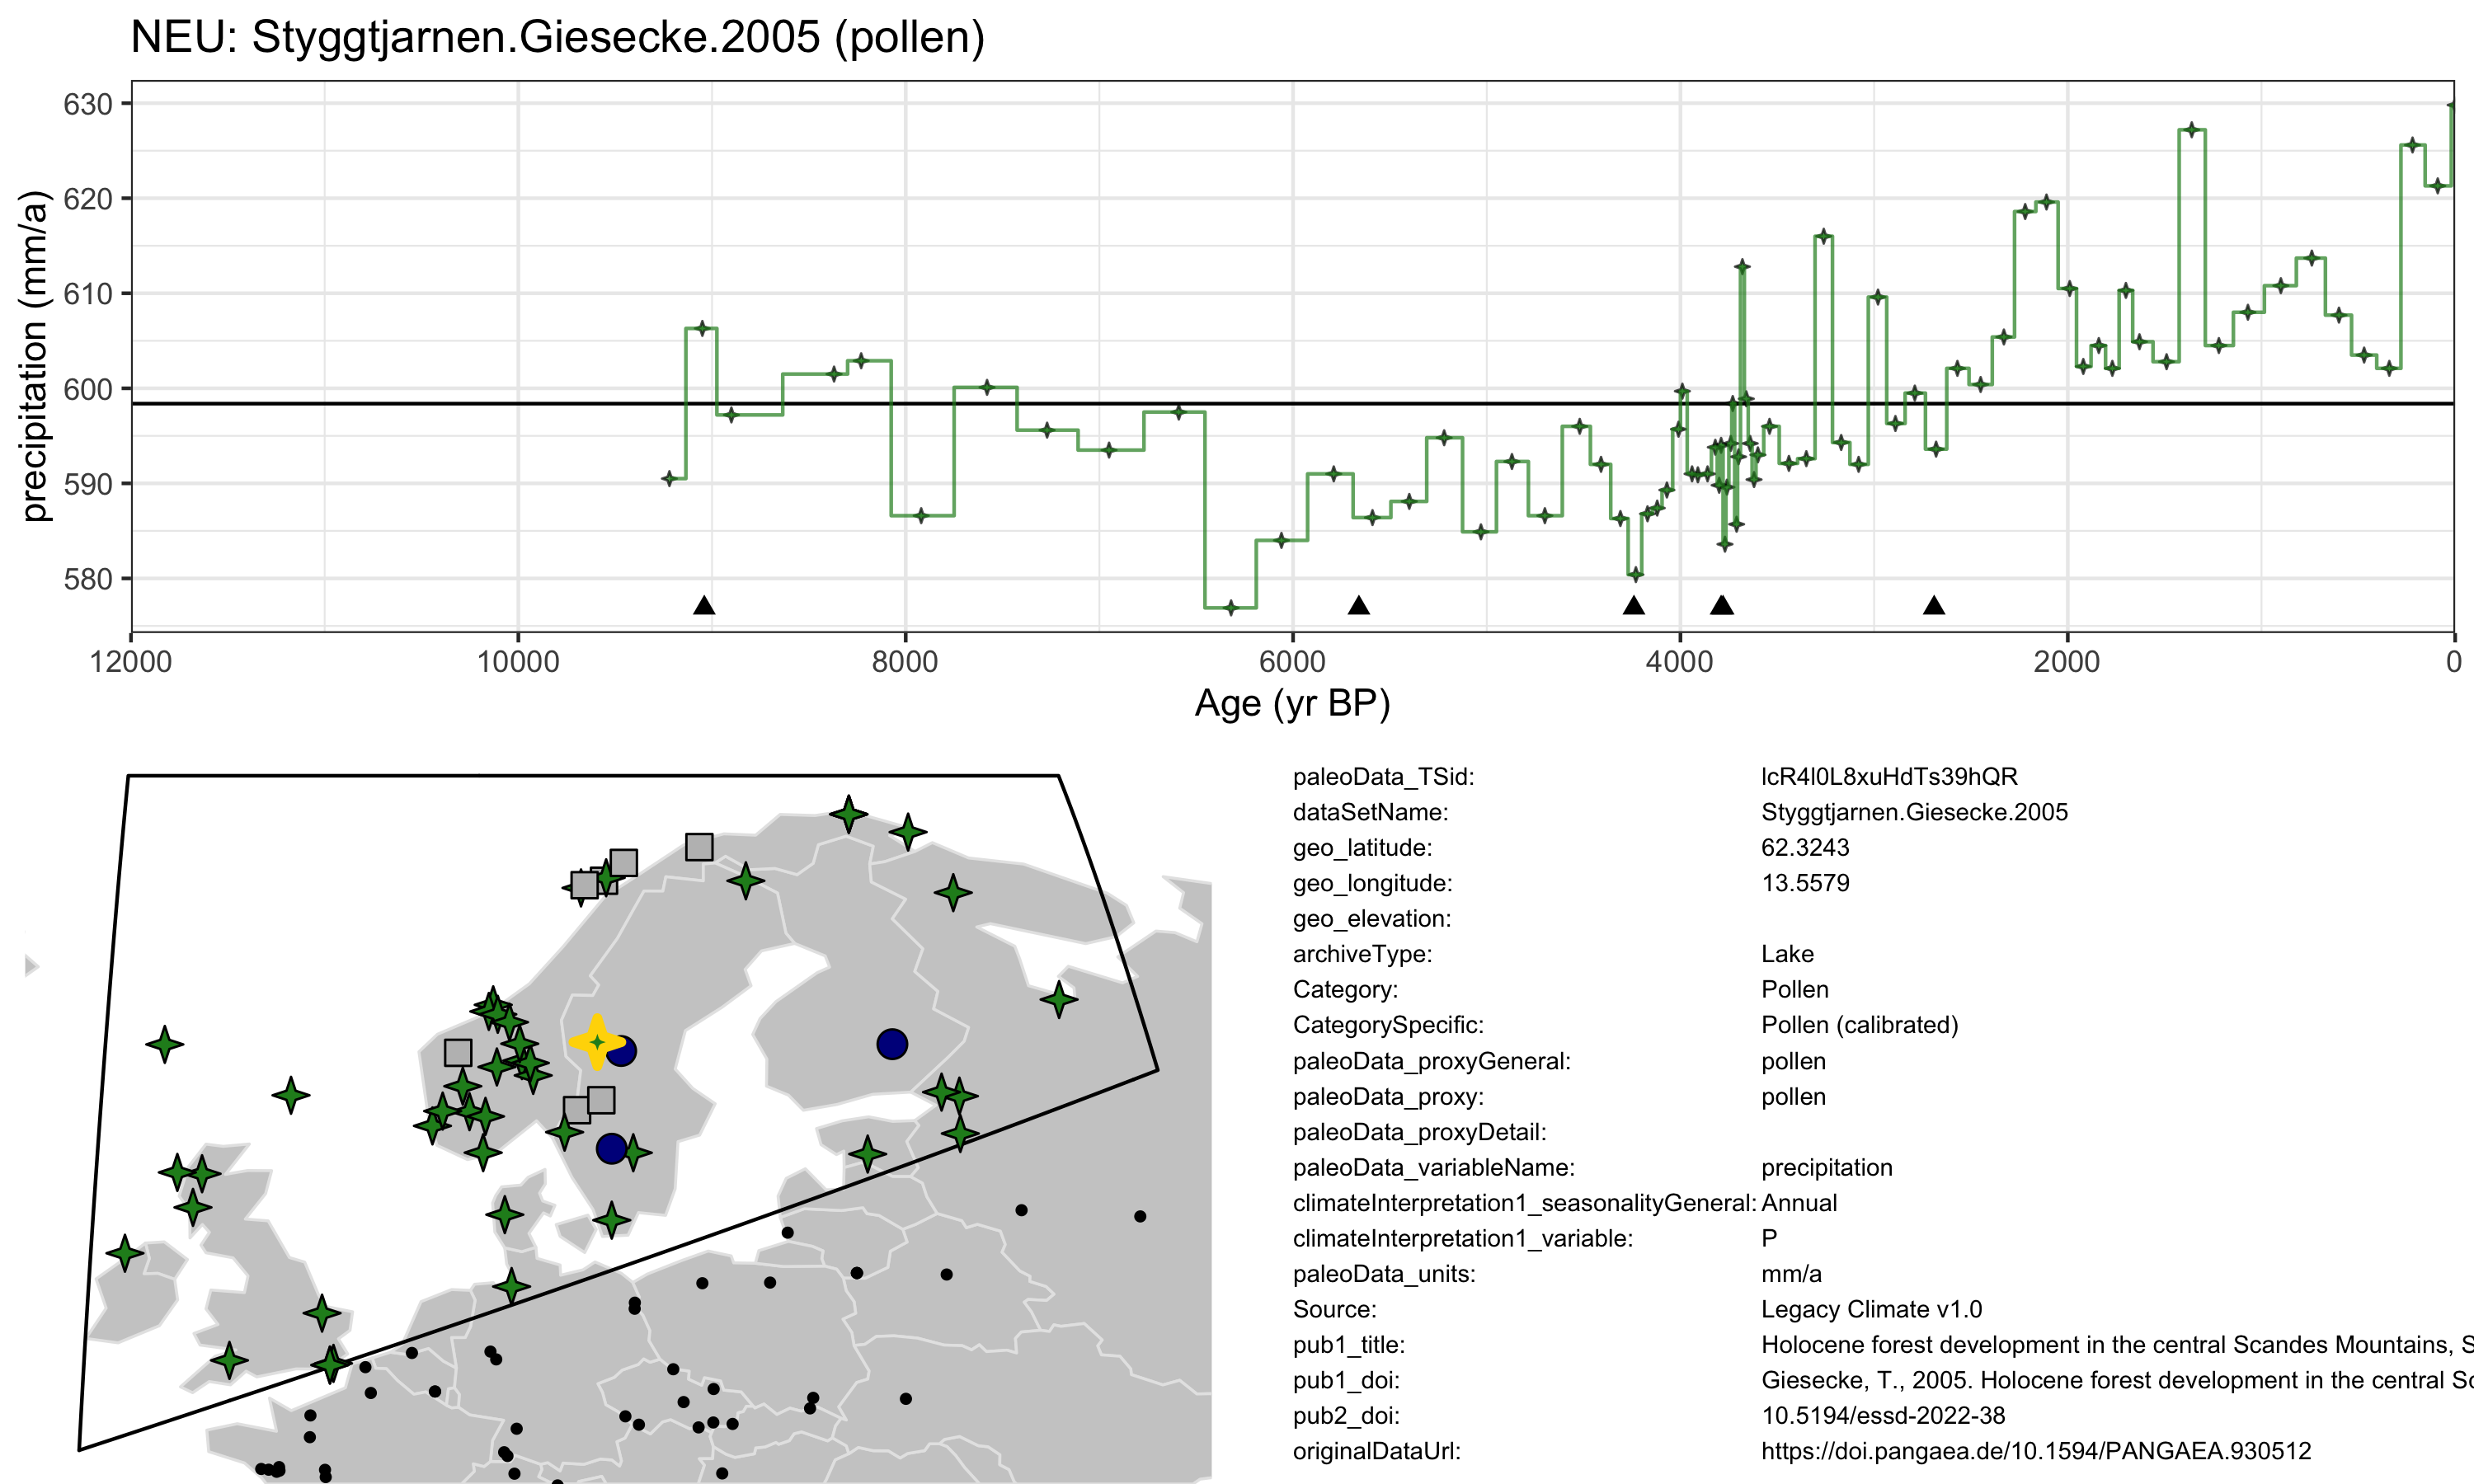 NEU: Styggtjarnen.Giesecke.2005 (pollen)
precipitation (mm/a)
630
620
610
600
590
580
12000 10000 8000 6000 4000 2000 0
Age (yr BP)
paleoData_TSid: lcR4l0L8xuHdTs39hQR
dataSetName: Styggtjarnen.Giesecke.2005
geo_latitude: 62.3243
geo_longitude: 13.5579
geo_elevation:
archiveType: Lake
Category: Pollen
CategorySpecific: Pollen (calibrated)
paleoData_proxyGeneral: pollen
paleoData_proxy: pollen
paleoData_proxyDetail:
paleoData_variableName: precipitation
climateInterpretation1_seasonalityGeneral: Annual
climateInterpretation1_variable: P
paleoData_units: mm/a
Source: Legacy Climate v1.0
pub1_title: Holocene forest development in the central Scandes Mountains, S
pub1_doi: Giesecke, T., 2005. Holocene forest development in the central Sc
pub2_doi: 10.5194/essd-2022-38
originalDataUrl: https://doi.pangaea.de/10.1594/PANGAEA.930512